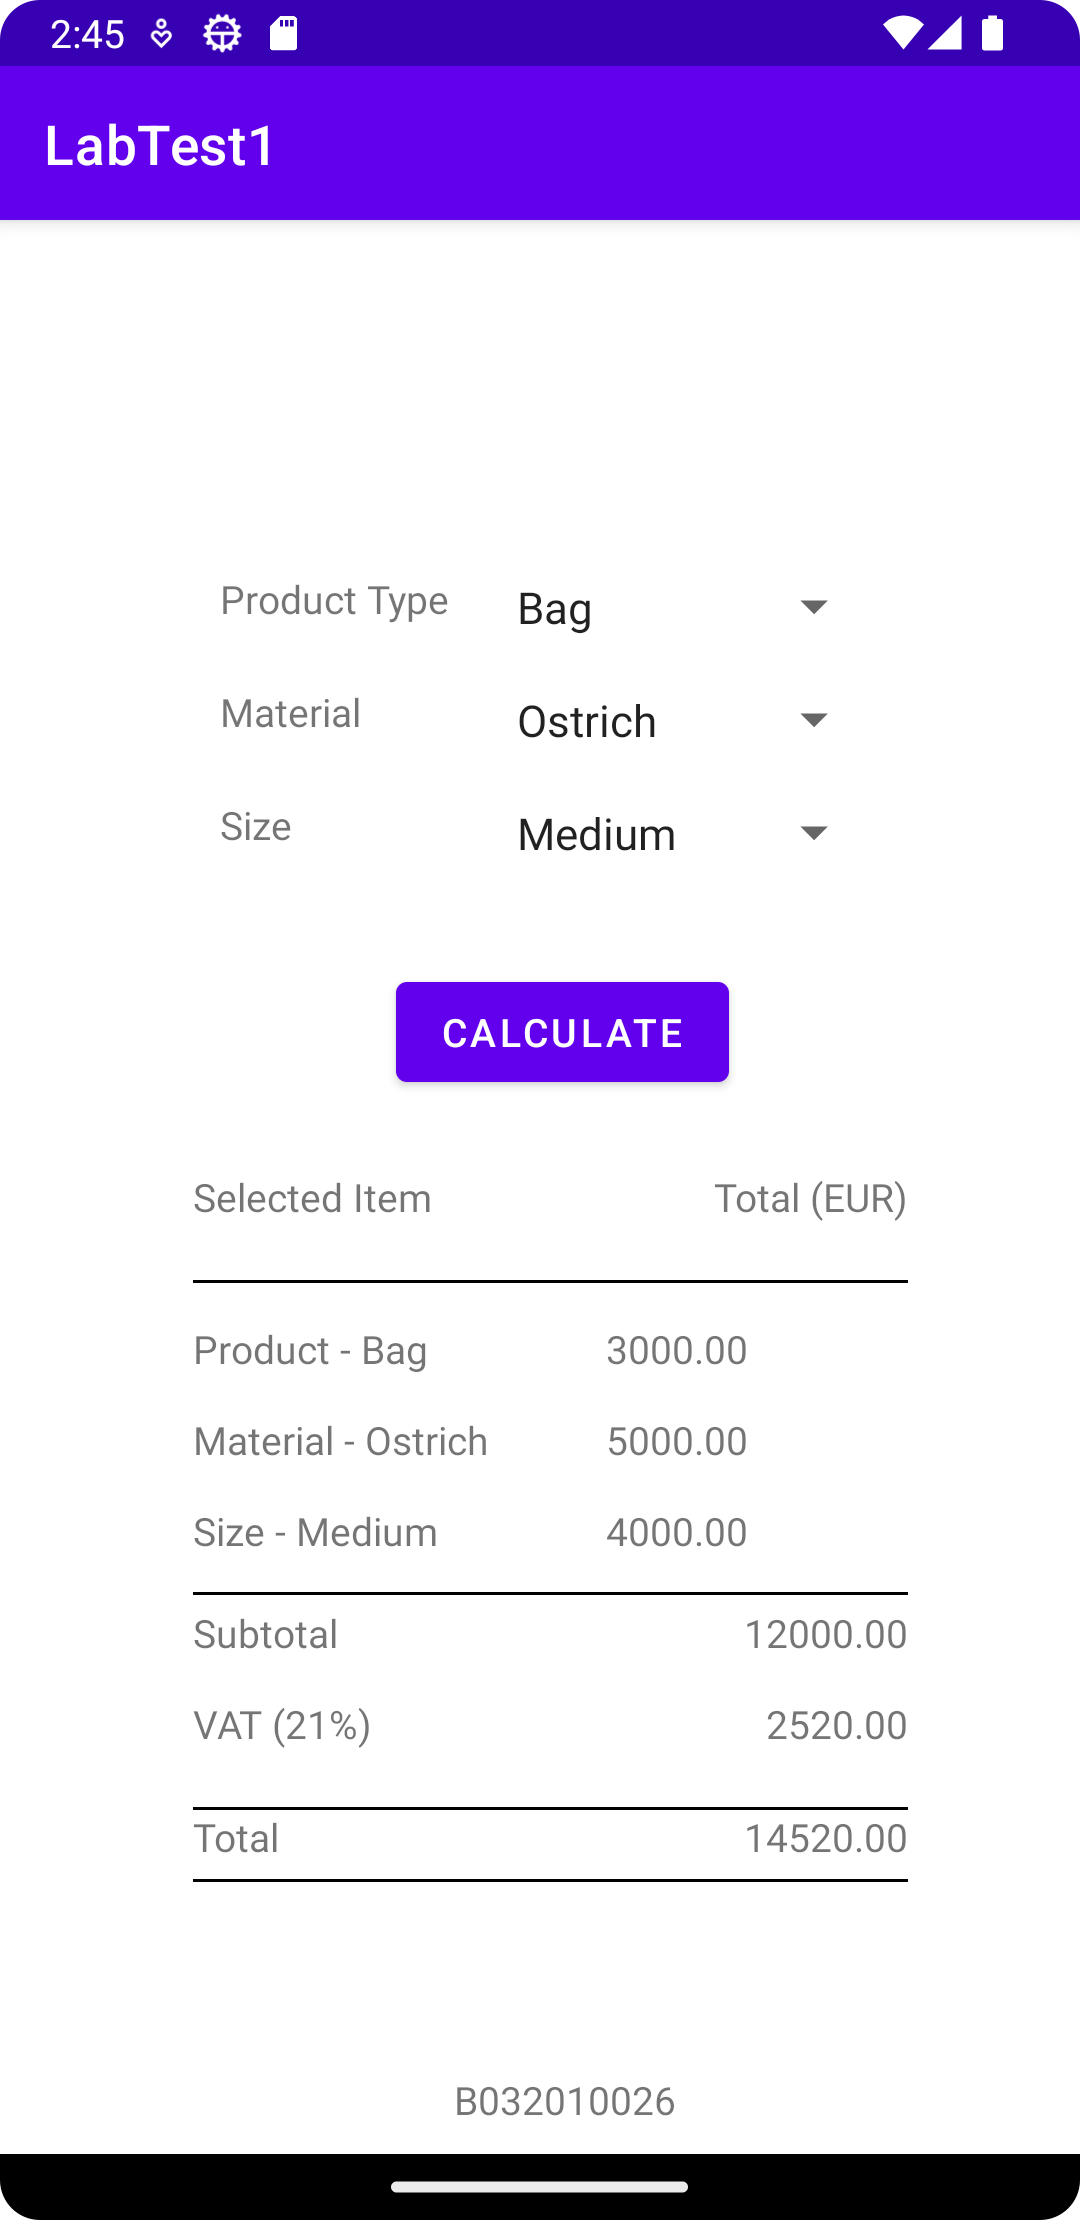 2:45
LabTest1
Product Type Bag
Material Ostrich
Size Medium
CALCULATE
Selected Item Total (EUR)
Product - Bag 3000.00
Material - Ostrich 5000.00
Size - Medium 4000.00
Subtotal 12000.00
VAT (21%) 2520.00
Total 14520.00
B032010026